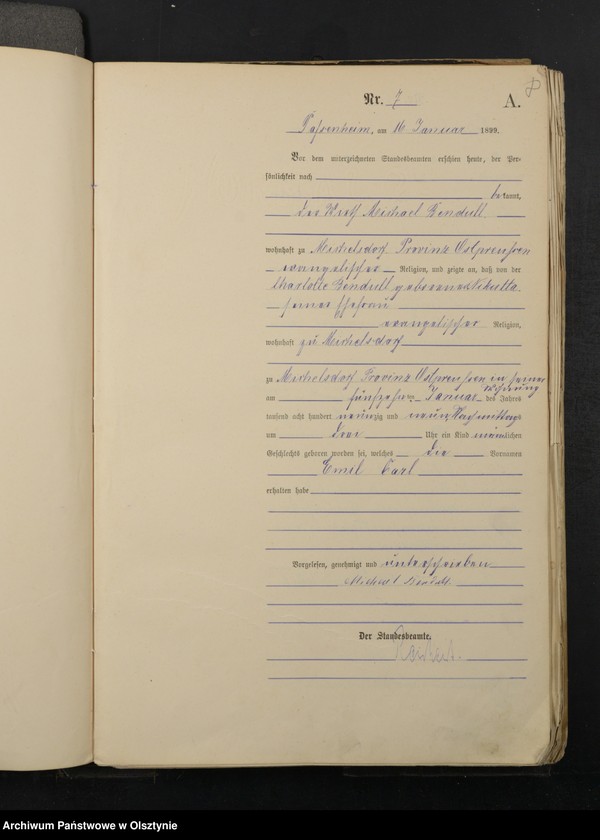 Nr. 7 A.
Passenheim, am 16 Januar 1899.
Vor dem unterzeichneten Standesbeamten erschien heute, der Per-
sönlichkeit nach
bekannt,
der Wirth Michael
wohnhaft zu Michelsdorf Provinz Ostpreussen
evangelischer Religion, und zeigte an, daß von der
Charlotte geborenen
seiner Ehefrau
evangelischer Religion,
wohnhaft zu Michelsdorf
zu Michelsdorf Provinz Ostpreussen in seiner
Wohnung
am fünfzehnten Januar des Jahres
tausend acht hundert neunzig und neun Nachmittags
um drei Uhr ein Kind männlichen
Geschlechts geboren worden sei, welches die Vornamen
Emil Carl
erhalten habe
Vorgelesen, genehmigt und unterschrieben
Michael
Der Standesbeamte.
Archiwum Państwowe w Olsztynie